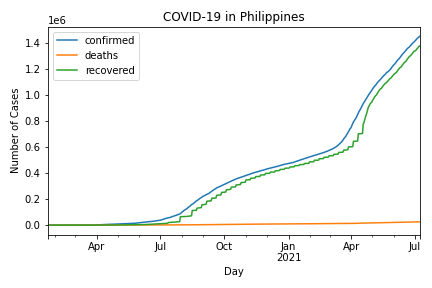 COVID-19 in Philippines
1e6
confirmed
deaths
recovered
1.4
1.2
1.0
0.8
0.6
0.4
0.2
0.0
Number of Cases
Apr
Jul
Oct
Jan
2021
Apr
Jul
Day